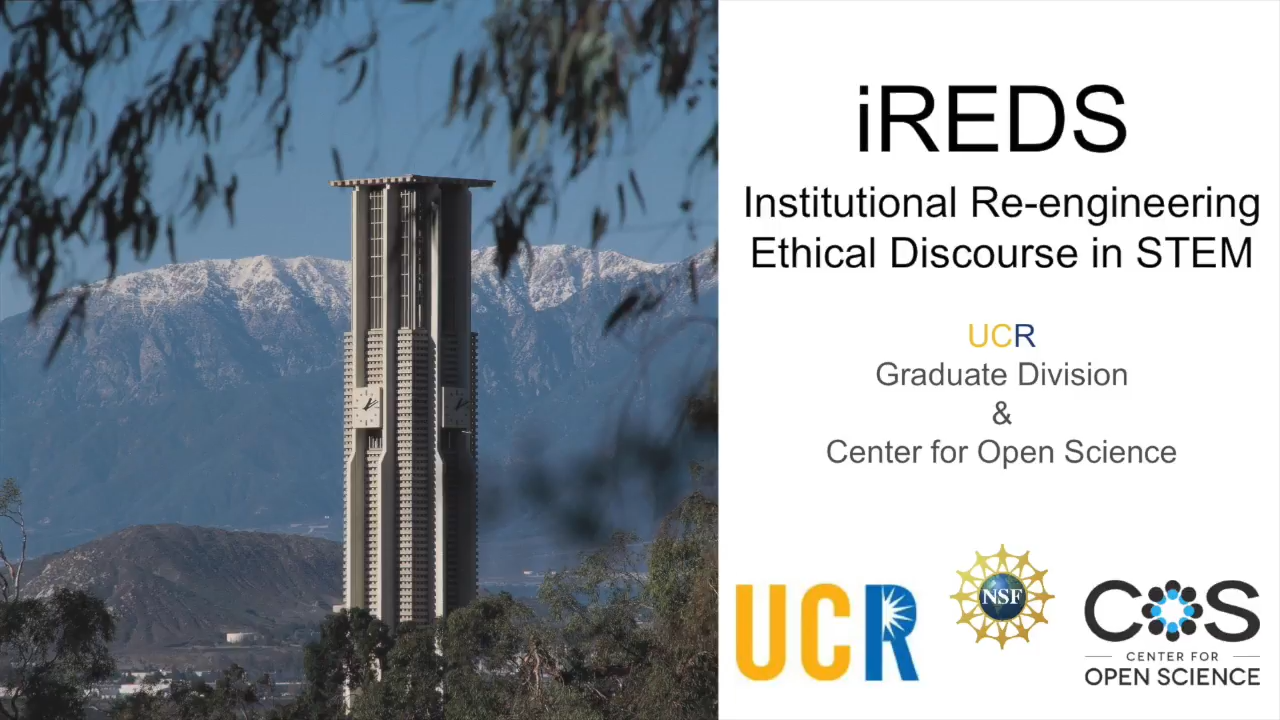 iREDS
Institutional Re-engineering
Ethical Discourse in STEM
UCR
Graduate Division
&
Center for Open Science
UCR
NSF
COS
CENTER FOR
OPEN SCIENCE